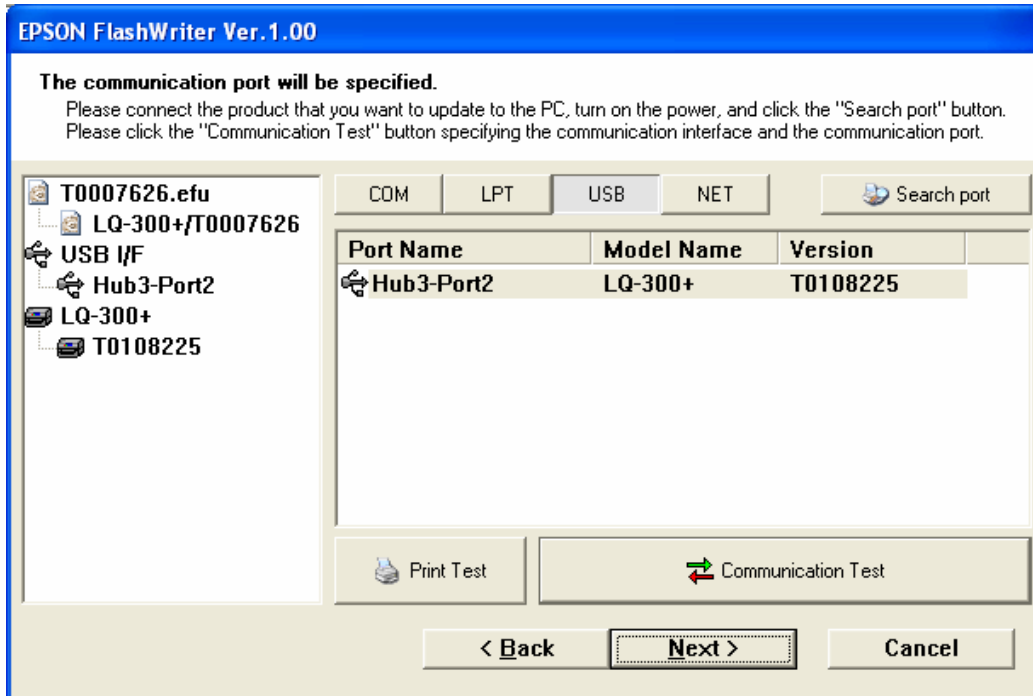 EPSON FlashWriter Ver.1.00
The communication port will be specified.
Please connect the product that you want to update to the PC, turn on the power, and click the "Search port" button.
Please click the "Communication Test" button specifying the communication interface and the communication port.
T0007626.efu
LQ-300+/T0007626
USB I/F
Hub3-Port2
LQ-300+
T0108225
COM LPT USB NET Search port
Port Name Model Name Version
Hub3-Port2 LQ-300+ T0108225
Print Test Communication Test
< Back Next > Cancel